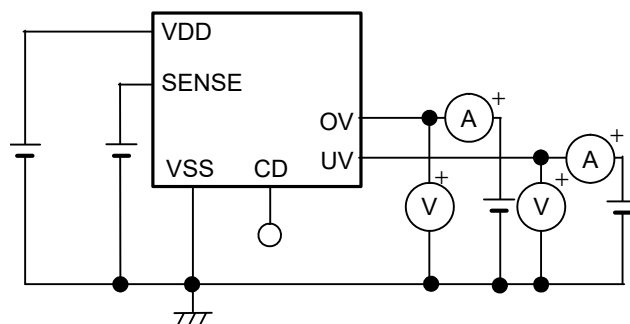 VDD
SENSE
OV
UV
VSS CD
A +
A +
V +
V +